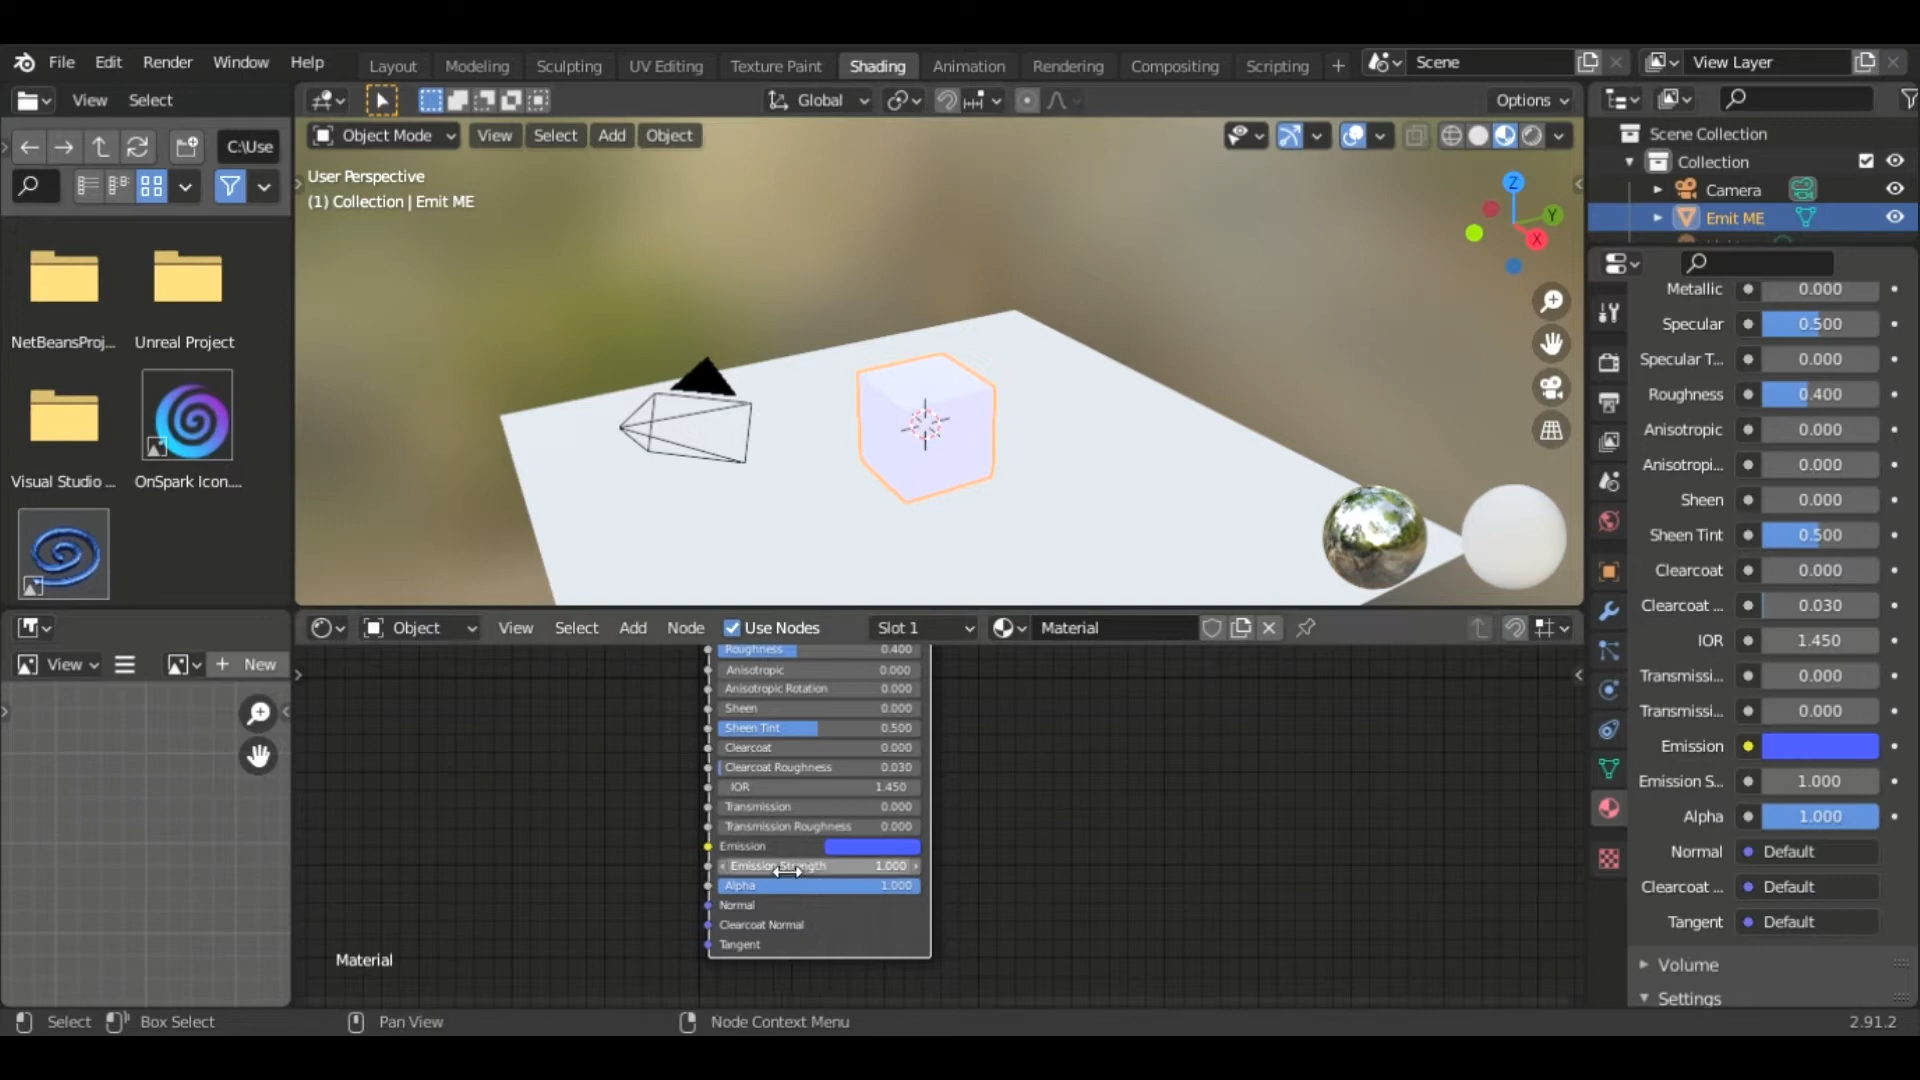 File Edit Render Window Help Layout Modeling Sculpting UV Editing Texture Paint Shading Animation Rendering Compositing Scripting + Scene View Layer
View Select Global Options
Object Mode View Select Add Object
C:\Use
User Perspective
(1) Collection | Emit ME
Z
Y
X
NetBeansProj... Unreal Project
Visual Studio ... OnSpark Icon....
Scene Collection
Collection
Camera
Emit ME
Metallic 0.000
Specular 0.500
Specular T... 0.000
Roughness 0.400
Anisotropic 0.000
Anisotropi... 0.000
Sheen 0.000
Sheen Tint 0.500
Clearcoat 0.000
Clearcoat ... 0.030
IOR 1.450
Transmissi... 0.000
Transmissi... 0.000
Emission
Emission S... 1.000
Alpha 1.000
Normal Default
Clearcoat ... Default
Tangent Default
Volume
Settings
Object View Select Add Node Use Nodes Slot 1 Material
View + New
Roughness 0.400
Anisotropic 0.000
Anisotropic Rotation 0.000
Sheen 0.000
Sheen Tint 0.500
Clearcoat 0.000
Clearcoat Roughness 0.030
IOR 1.450
Transmission 0.000
Transmission Roughness 0.000
Emission
Emission Strength 1.000
Alpha 1.000
Normal
Clearcoat Normal
Tangent
Material
Select Box Select Pan View Node Context Menu 2.91.2